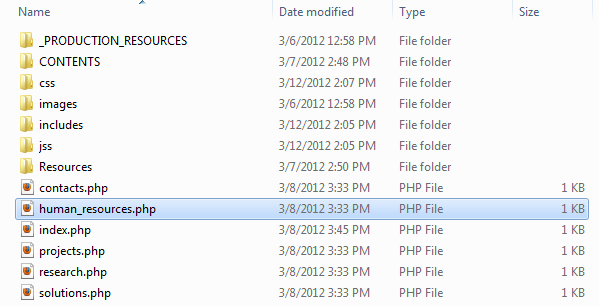 Name Date modified Type Size
_PRODUCTION_RESOURCES 3/6/2012 12:58 PM File folder
CONTENTS 3/7/2012 2:48 PM File folder
css 3/12/2012 2:07 PM File folder
images 3/6/2012 12:58 PM File folder
includes 3/12/2012 2:05 PM File folder
jss 3/12/2012 2:05 PM File folder
Resources 3/7/2012 2:50 PM File folder
contacts.php 3/8/2012 3:33 PM PHP File 1 KB
human_resources.php 3/8/2012 3:33 PM PHP File 1 KB
index.php 3/8/2012 3:45 PM PHP File 1 KB
projects.php 3/8/2012 3:33 PM PHP File 1 KB
research.php 3/8/2012 3:33 PM PHP File 1 KB
solutions.php 3/8/2012 3:33 PM PHP File 1 KB